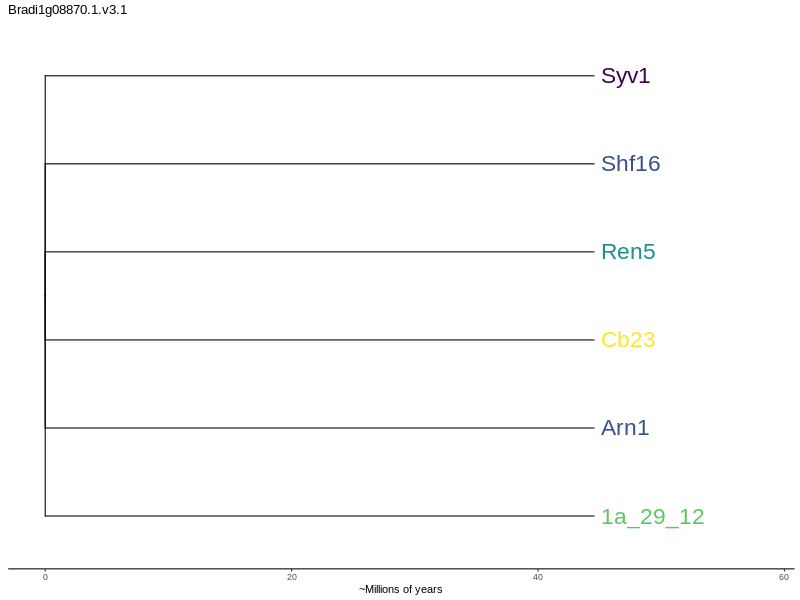 Bradi1g08870.1.v3.1
Syv1
Shf16
Ren5
Cb23
Arn1
1a_29_12
0 20 40 60
~Millions of years